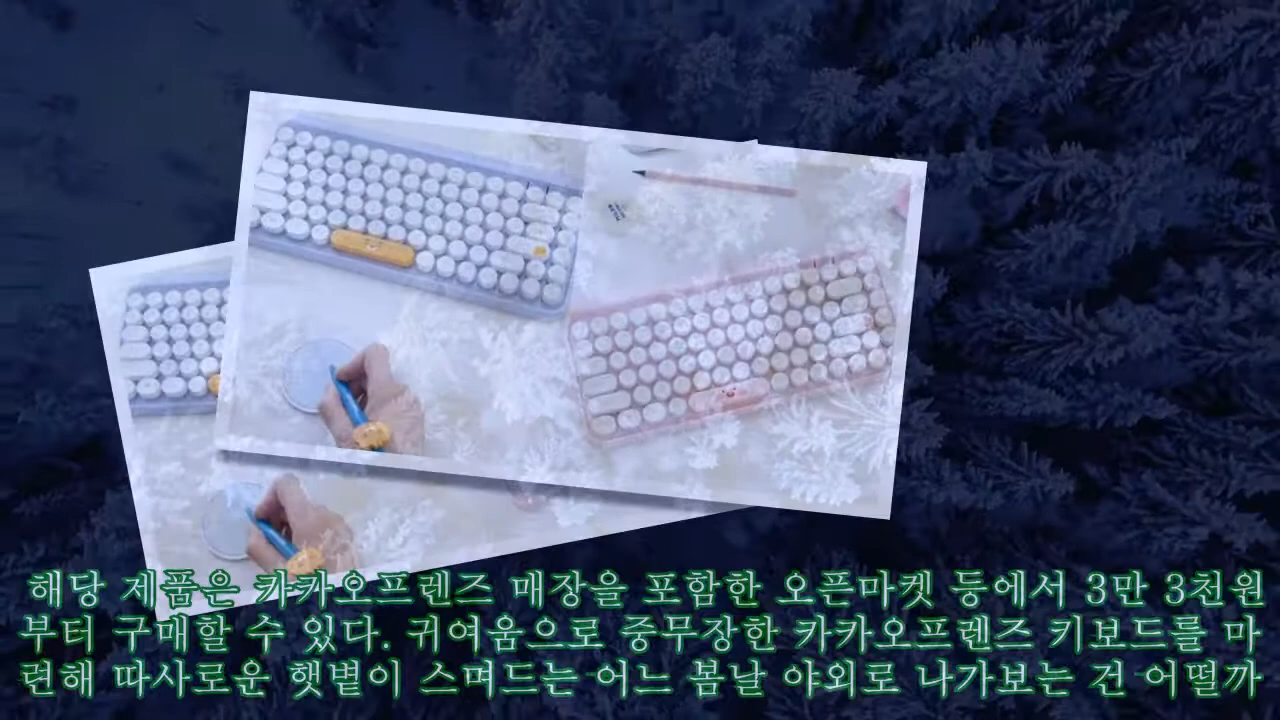 해당 제품은 카카오프렌즈 매장을 포함한 오픈마켓 등에서 3만 3천원
부터 구매할 수 있다. 귀여움으로 중무장한 카카오프렌즈 키보드를 마
련해 따사로운 햇볕이 스며드는 어느 봄날 야외로 나가보는 건 어떨까